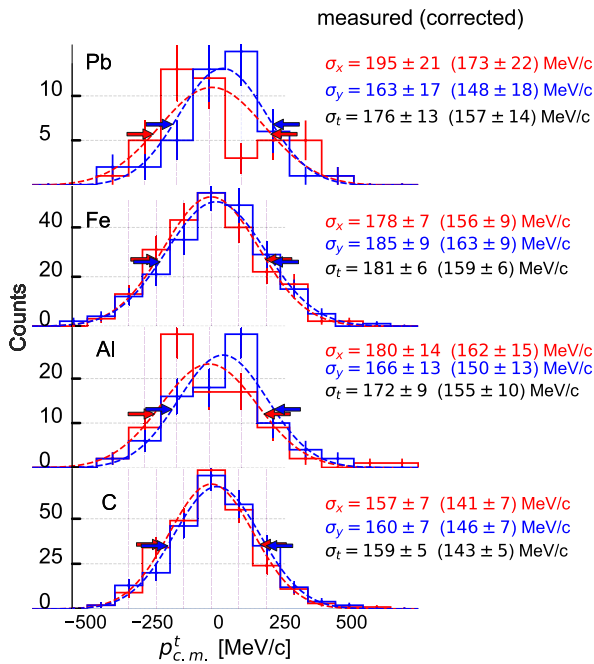 measured (corrected)
Pb
σx = 195 ± 21 (173 ± 22) MeV/c
σy = 163 ± 17 (148 ± 18) MeV/c
σt = 176 ± 13 (157 ± 14) MeV/c
10
5
Fe
σx = 178 ± 7 (156 ± 9) MeV/c
σy = 185 ± 9 (163 ± 9) MeV/c
σt = 181 ± 6 (159 ± 6) MeV/c
40
20
0
Counts
Al
σx = 180 ± 14 (162 ± 15) MeV/c
σy = 166 ± 13 (150 ± 13) MeV/c
σt = 172 ± 9 (155 ± 10) MeV/c
20
10
0
C
σx = 157 ± 7 (141 ± 7) MeV/c
σy = 160 ± 7 (146 ± 7) MeV/c
σt = 159 ± 5 (143 ± 5) MeV/c
50
25
0
−500 −250 0 250 500
p^t_{c.m.} [MeV/c]